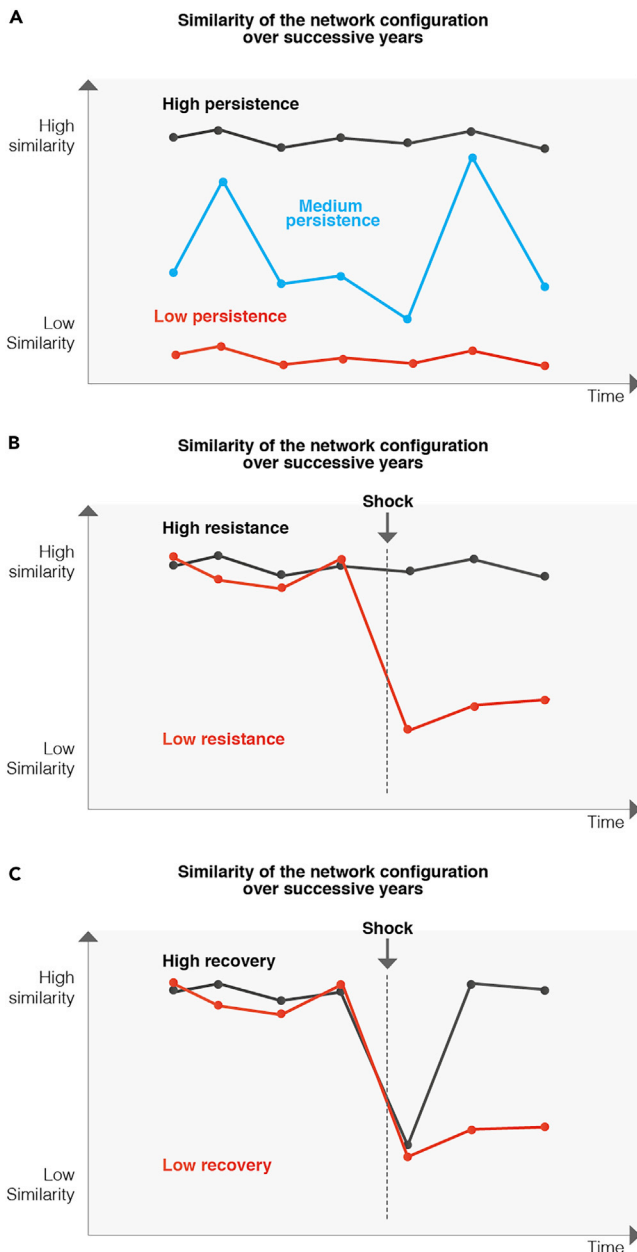 A
Similarity of the network configuration
over successive years
High persistence
High
similarity
Medium
persistence
Low persistence
Low
Similarity
Time
B
Similarity of the network configuration
over successive years
Shock
High resistance
High
similarity
Low resistance
Low
Similarity
Time
C
Similarity of the network configuration
over successive years
Shock
High recovery
High
similarity
Low recovery
Low
Similarity
Time